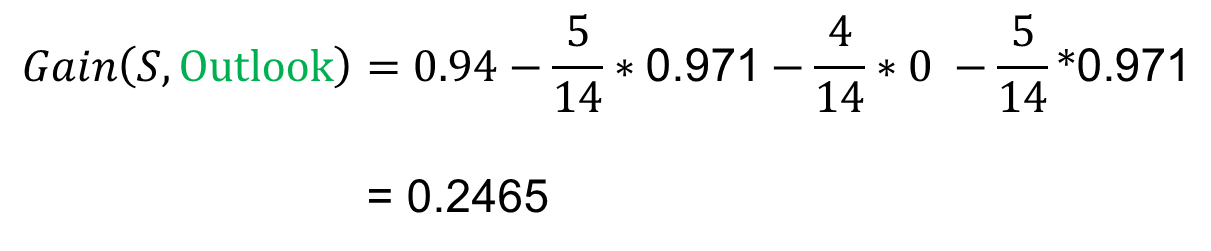 Gain(S, Outlook) = 0.94 − 5/14 ∗ 0.971 − 4/14 ∗ 0 − 5/14 *0.971
= 0.2465